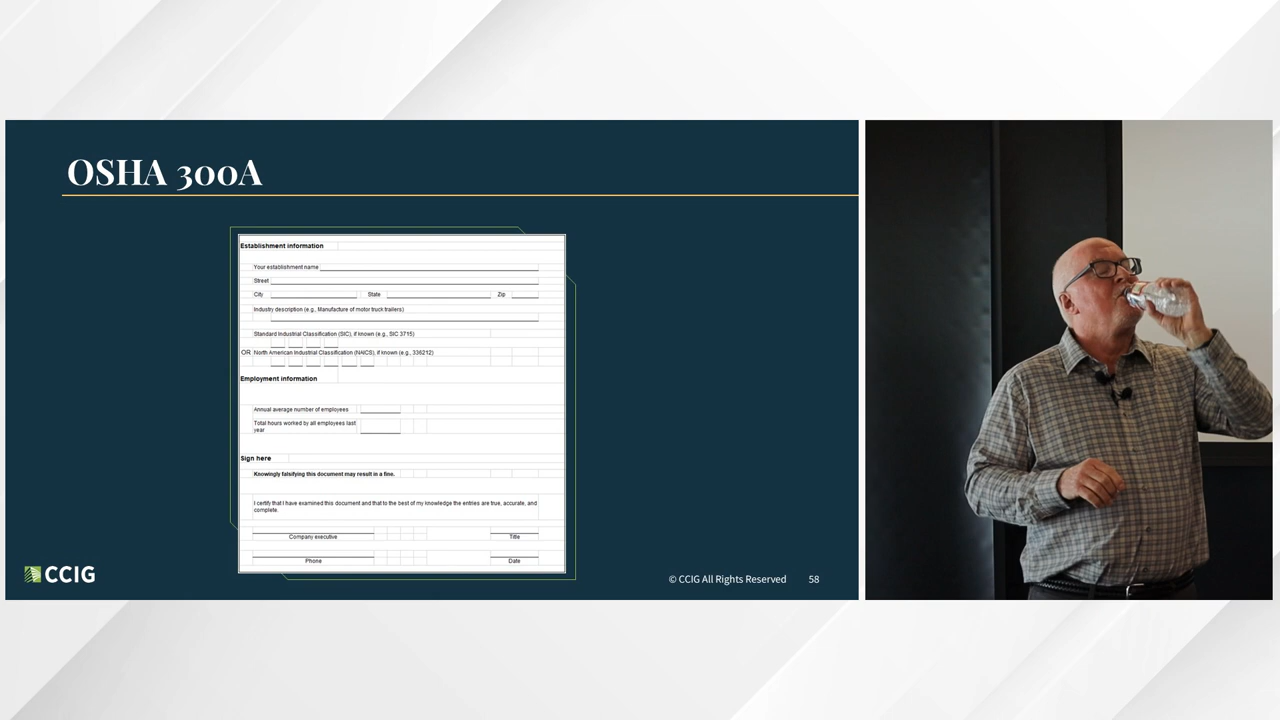 OSHA 300A
Establishment information
Your establishment name
Street
City State Zip
Industry description (e.g., Manufacture of motor truck trailers)
Standard Industrial Classification (SIC), if known (e.g., SIC 3715)
OR North American Industrial Classification (NAICS), if known (e.g., 336212)
Employment information
Annual average number of employees
Total hours worked by all employees last
year
Sign here
Knowingly falsifying this document may result in a fine.
I certify that I have examined this document and that to the best of my knowledge the entries are true, accurate, and
complete.
Company executive Title
Phone Date
CCIG
© CCIG All Rights Reserved 58